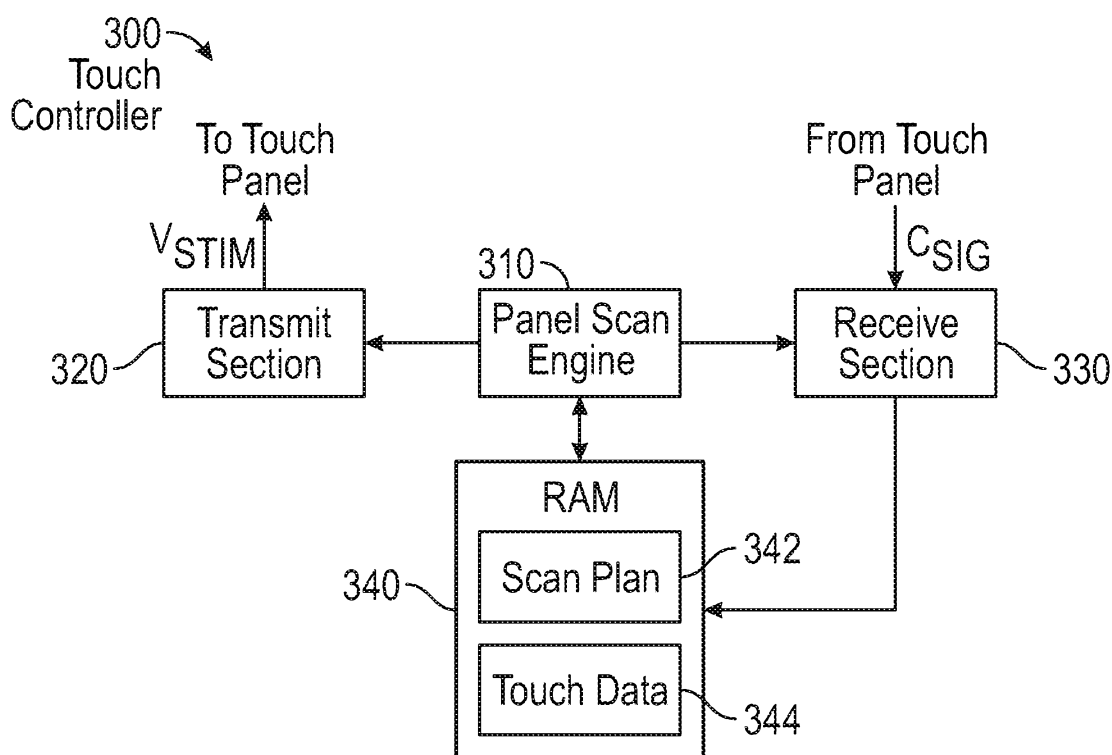 300
Touch
Controller
To Touch
Panel
From Touch
Panel
VSTIM
CSIG
310
Transmit
Section
Panel Scan
Engine
Receive
Section
320
330
RAM
Scan Plan
342
340
Touch Data
344